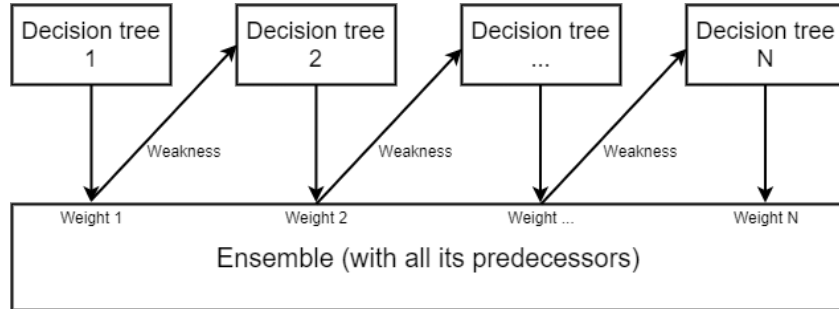 Decision tree
1
Decision tree
2
Decision tree
...
Decision tree
N
Weakness
Weakness
Weakness
Weight 1
Weight 2
Weight ...
Weight N
Ensemble (with all its predecessors)